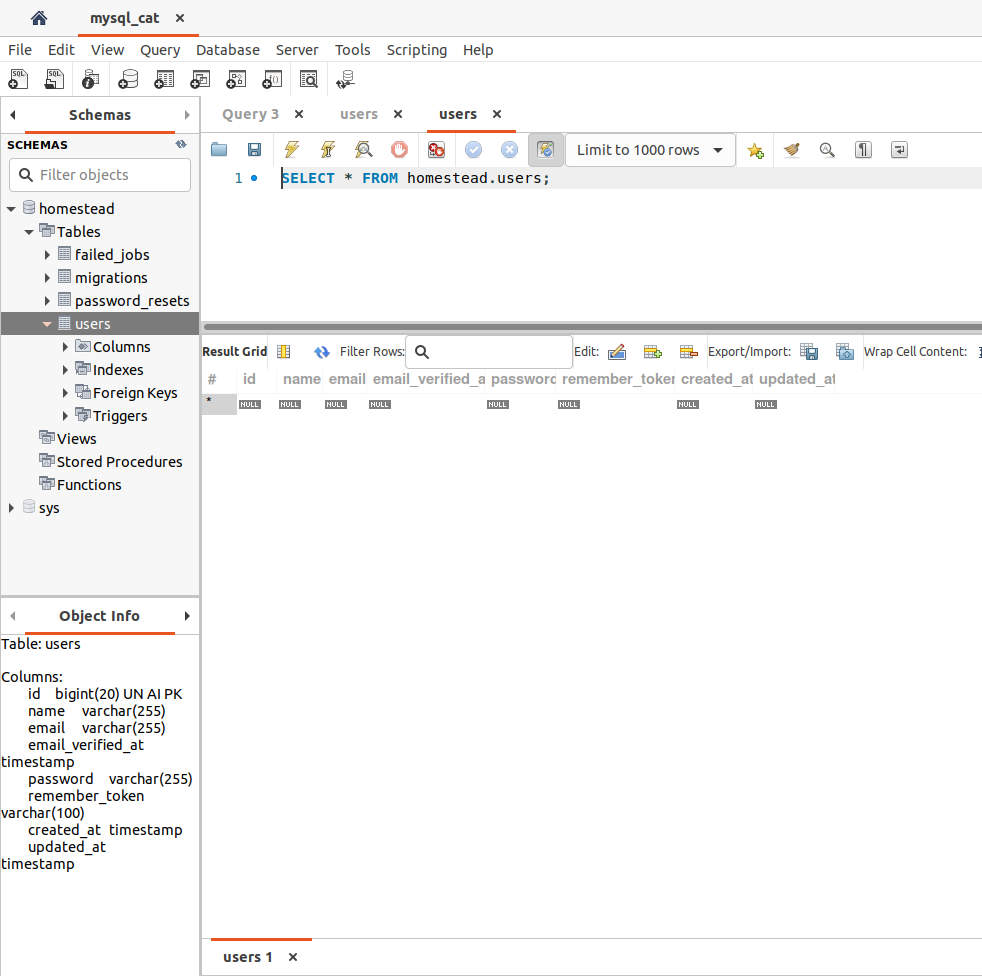 mysql_cat ×
File Edit View Query Database Server Tools Scripting Help
Schemas
SCHEMAS
Filter objects
homestead
Tables
failed_jobs
migrations
password_resets
users
Columns
Indexes
Foreign Keys
Triggers
Views
Stored Procedures
Functions
sys
Object Info
Table: users
Columns:
id bigint(20) UN AI PK
name varchar(255)
email varchar(255)
email_verified_at
timestamp
password varchar(255)
remember_token
varchar(100)
created_at timestamp
updated_at
timestamp
Query 3 × users × users ×
Limit to 1000 rows
1 SELECT * FROM homestead.users;
Result Grid Filter Rows: Edit: Export/Import: Wrap Cell Content:
# id name email email_verified_a password remember_token created_at updated_at
* NULL NULL NULL NULL NULL NULL NULL NULL
users 1 ×